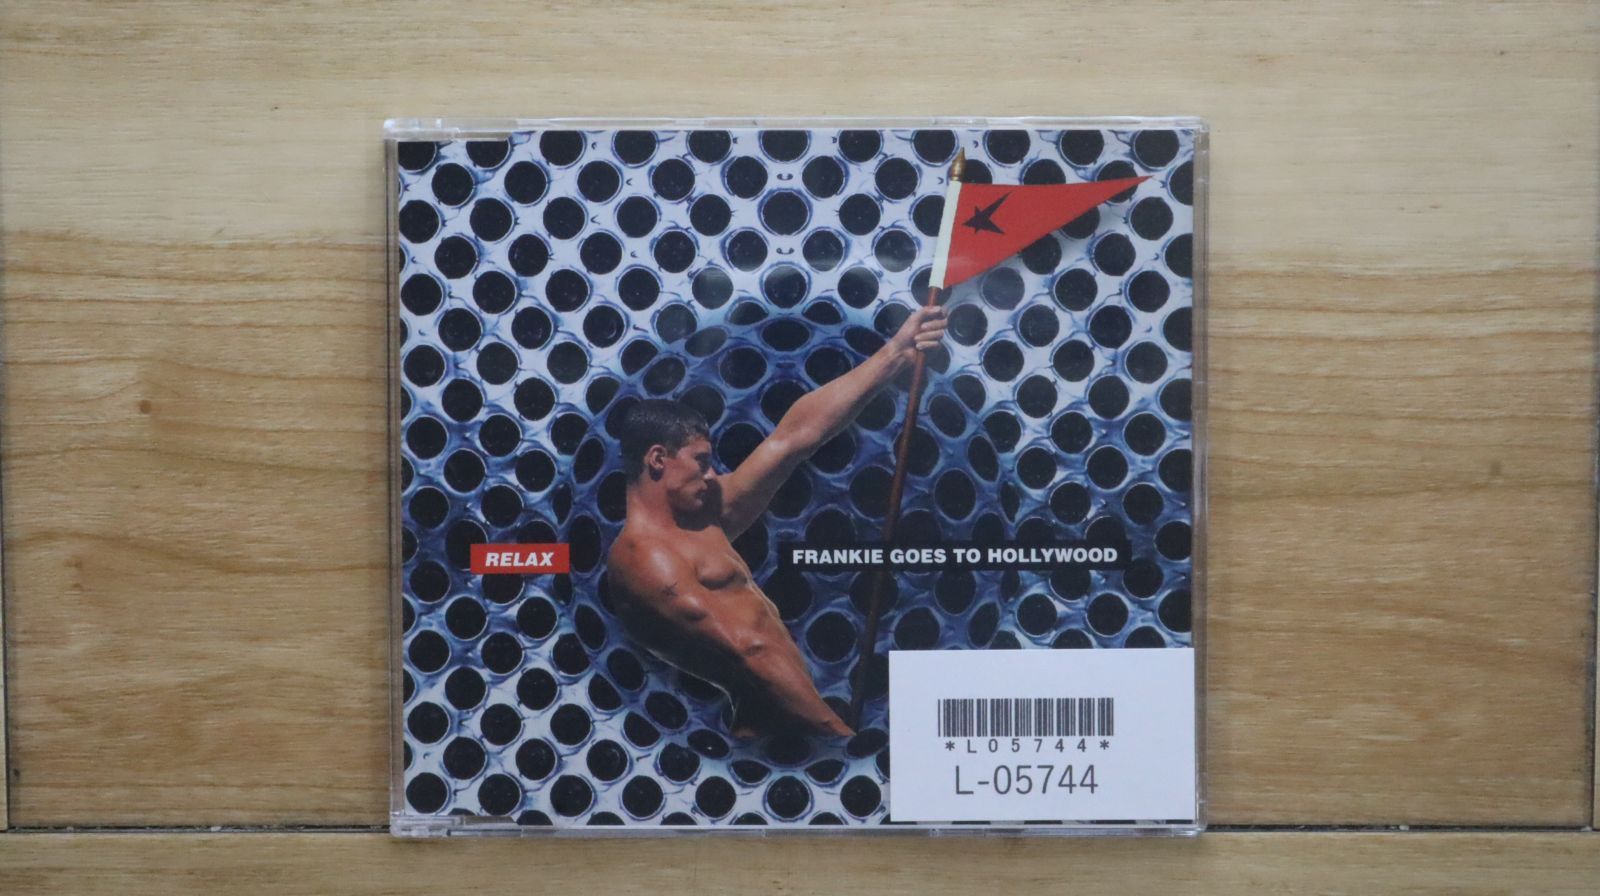 RELAX
FRANKIE GOES TO HOLLYWOOD
*L05744*
L-05744